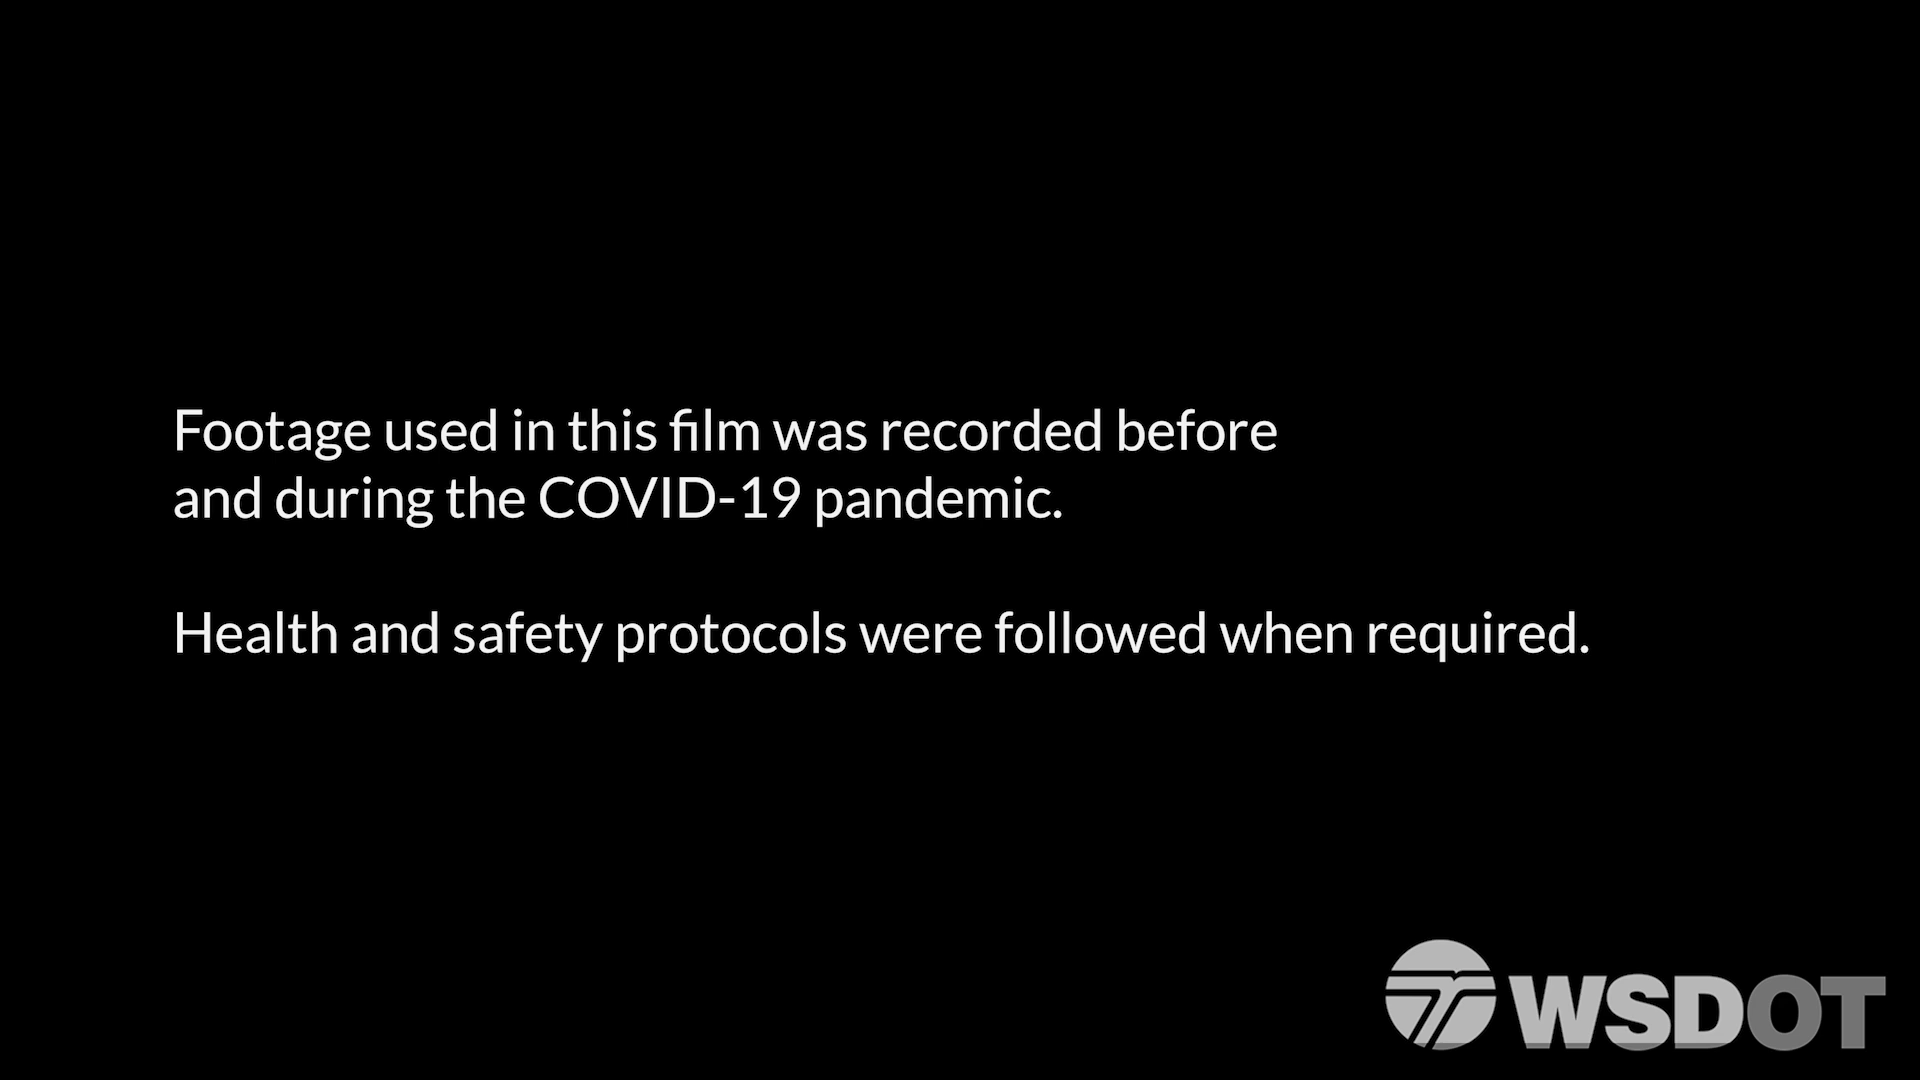 Footage used in this film was recorded before
and during the COVID-19 pandemic.
Health and safety protocols were followed when required.
WSDOT